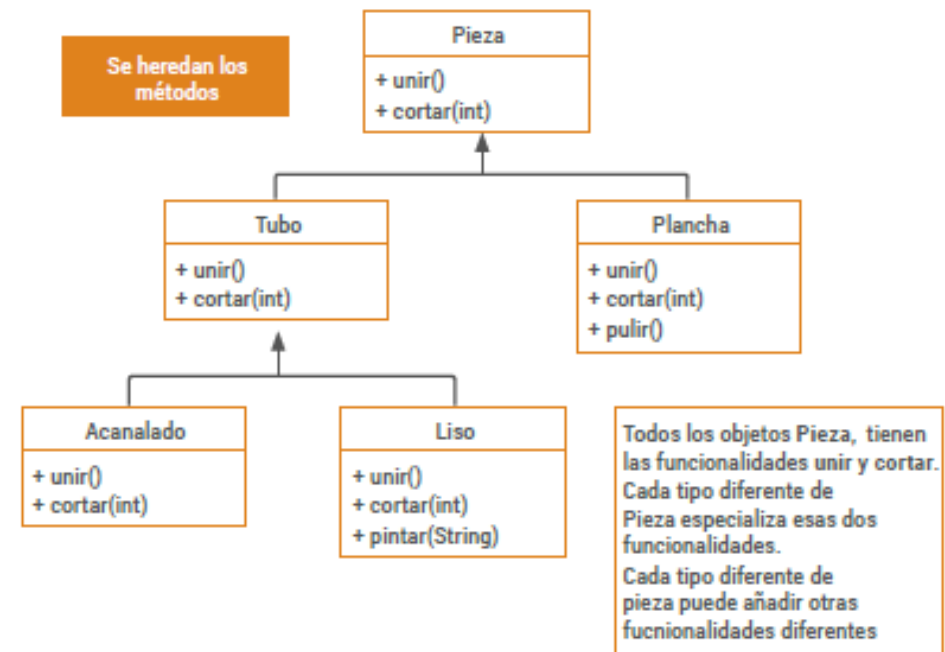 Se heredan los
métodos
Pieza
+ unir()
+ cortar(int)
Tubo
+ unir()
+ cortar(int)
Plancha
+ unir()
+ cortar(int)
+ pulir()
Acanalado
+ unir()
+ cortar(int)
Liso
+ unir()
+ cortar(int)
+ pintar(String)
Todos los objetos Pieza, tienen
las funcionalidades unir y cortar.
Cada tipo diferente de
Pieza especializa esas dos
funcionalidades.
Cada tipo diferente de
pieza puede añadir otras
fucnionalidades diferentes